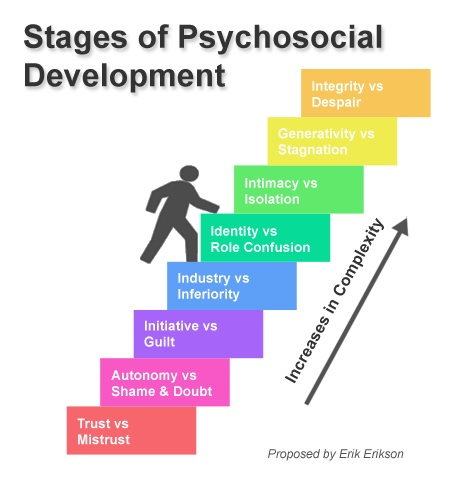 Stages of Psychosocial
Development
Integrity vs
Despair
Generativity vs
Stagnation
Intimacy vs
Isolation
Identity vs
Role Confusion
Industry vs
Inferiority
Initiative vs
Guilt
Autonomy vs
Shame & Doubt
Trust vs
Mistrust
Increases in Complexity
Proposed by Erik Erikson